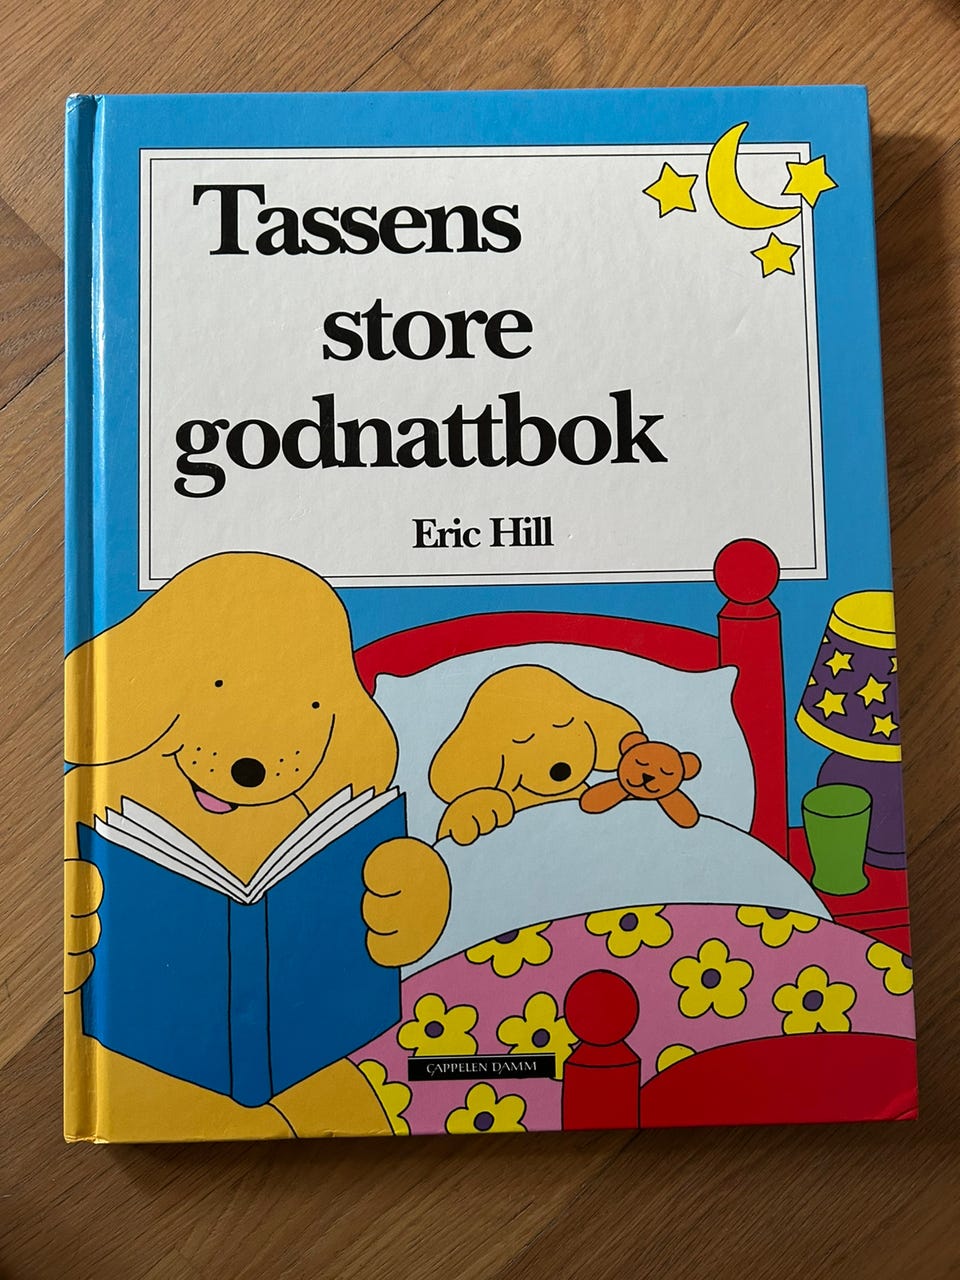 Tassens
store
godnattbok
Eric Hill
CAPPELEN DAMM